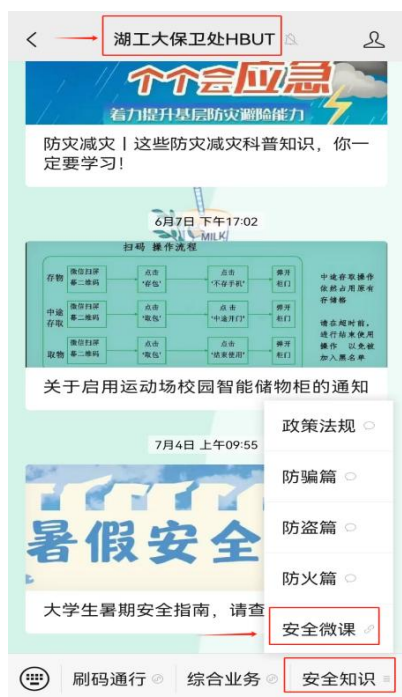 湖工大保卫处HBUT
个个会应急
着力提升基层防灾避险能力
防灾减灾丨这些防灾减灾科普知识，你一
定要学习！
6月7日 下午17:02
MILK
扫码 操作流程
存物 微信扫屏幕二维码 点击'存包' 点击'不存手机' 弹开柜门
中途存取 微信扫屏幕二维码 点击'取包' 点击'中途开门' 弹开柜门
取物 微信扫屏幕二维码 点击'取包' 点击'结束使用' 弹开柜门
中途存取操作
依然占用原有
存储格
请在超时前，
进行结束使用
操作 以免被
加入黑名单
关于启用运动场校园智能储物柜的通知
7月4日 上午09:55
暑假安全
大学生暑期安全指南，请查
政策法规
防骗篇
防盗篇
防火篇
安全微课
刷码通行
综合业务
安全知识